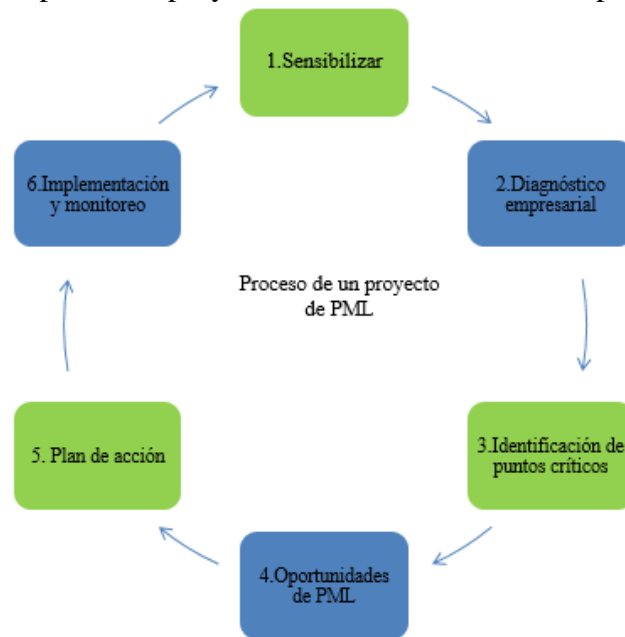 1.Sensibilizar
2.Diagnóstico
empresarial
3.Identificación de
puntos críticos
4.Oportunidades
de PML
5. Plan de acción
6.Implementación
y monitoreo
Proceso de un proyecto
de PML